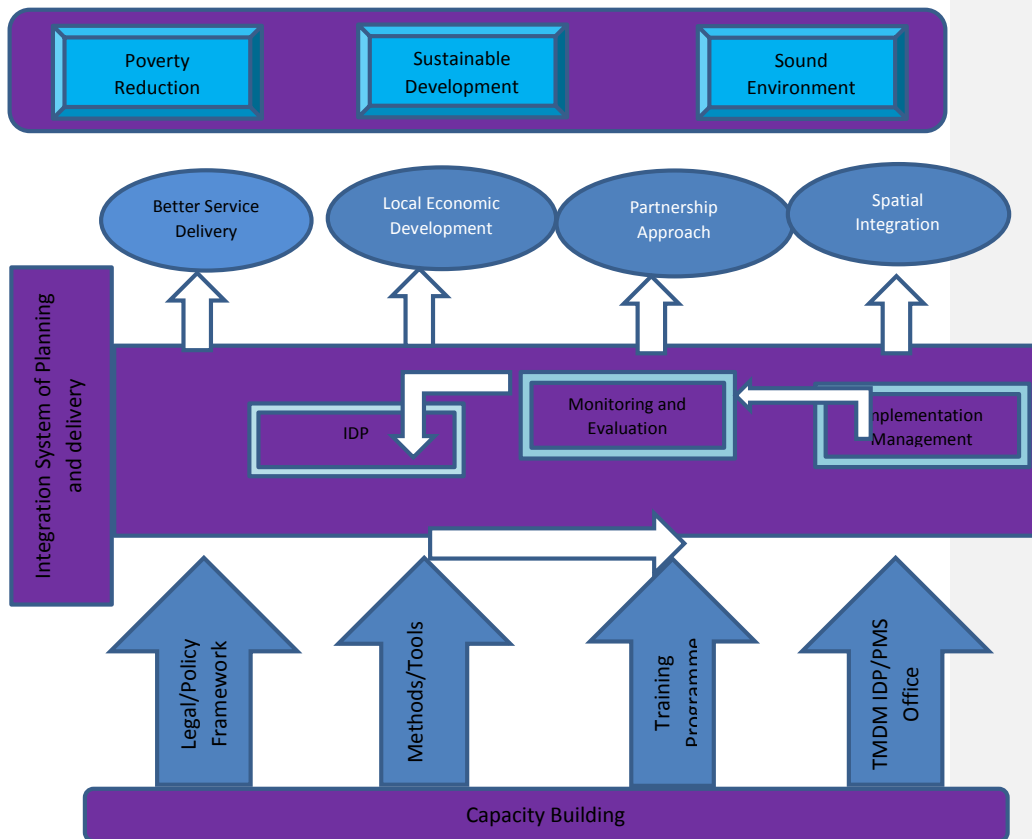 Poverty
Reduction
Sustainable
Development
Sound
Environment
Better Service
Delivery
Local Economic
Development
Partnership
Approach
Spatial
Integration
Integration System of Planning
and delivery
IDP
Monitoring and
Evaluation
Implementation
Management
Legal/Policy
Framework
Methods/Tools
Training
Programme
TMDM IDP/PMS
Office
Capacity Building